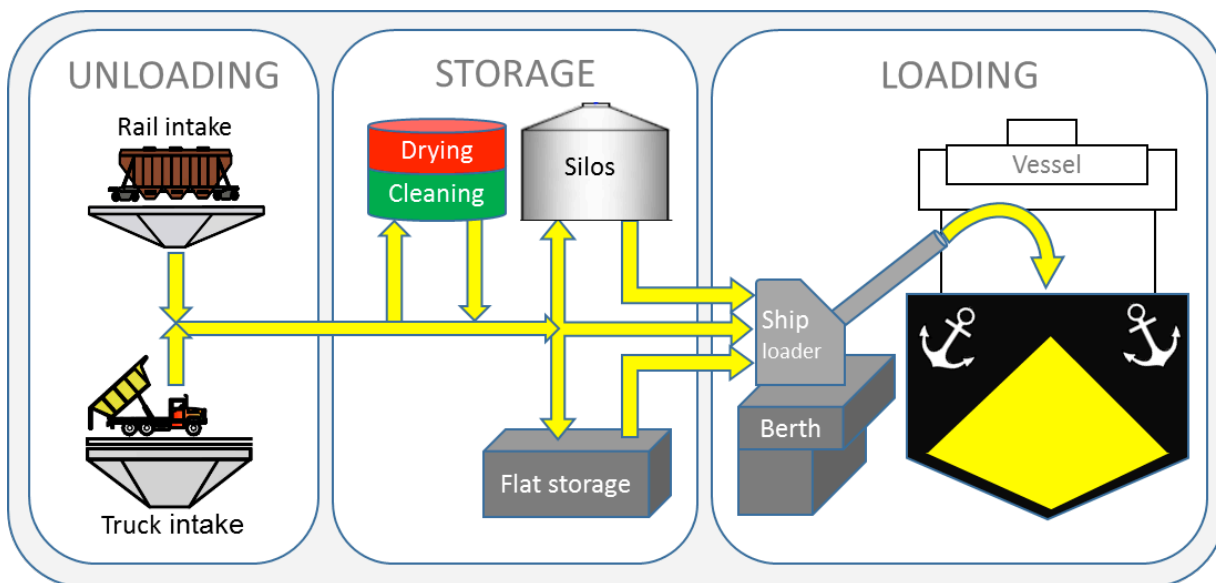 UNLOADING
Rail intake
Truck intake
STORAGE
Drying
Cleaning
Silos
Flat storage
LOADING
Vessel
Ship
loader
Berth